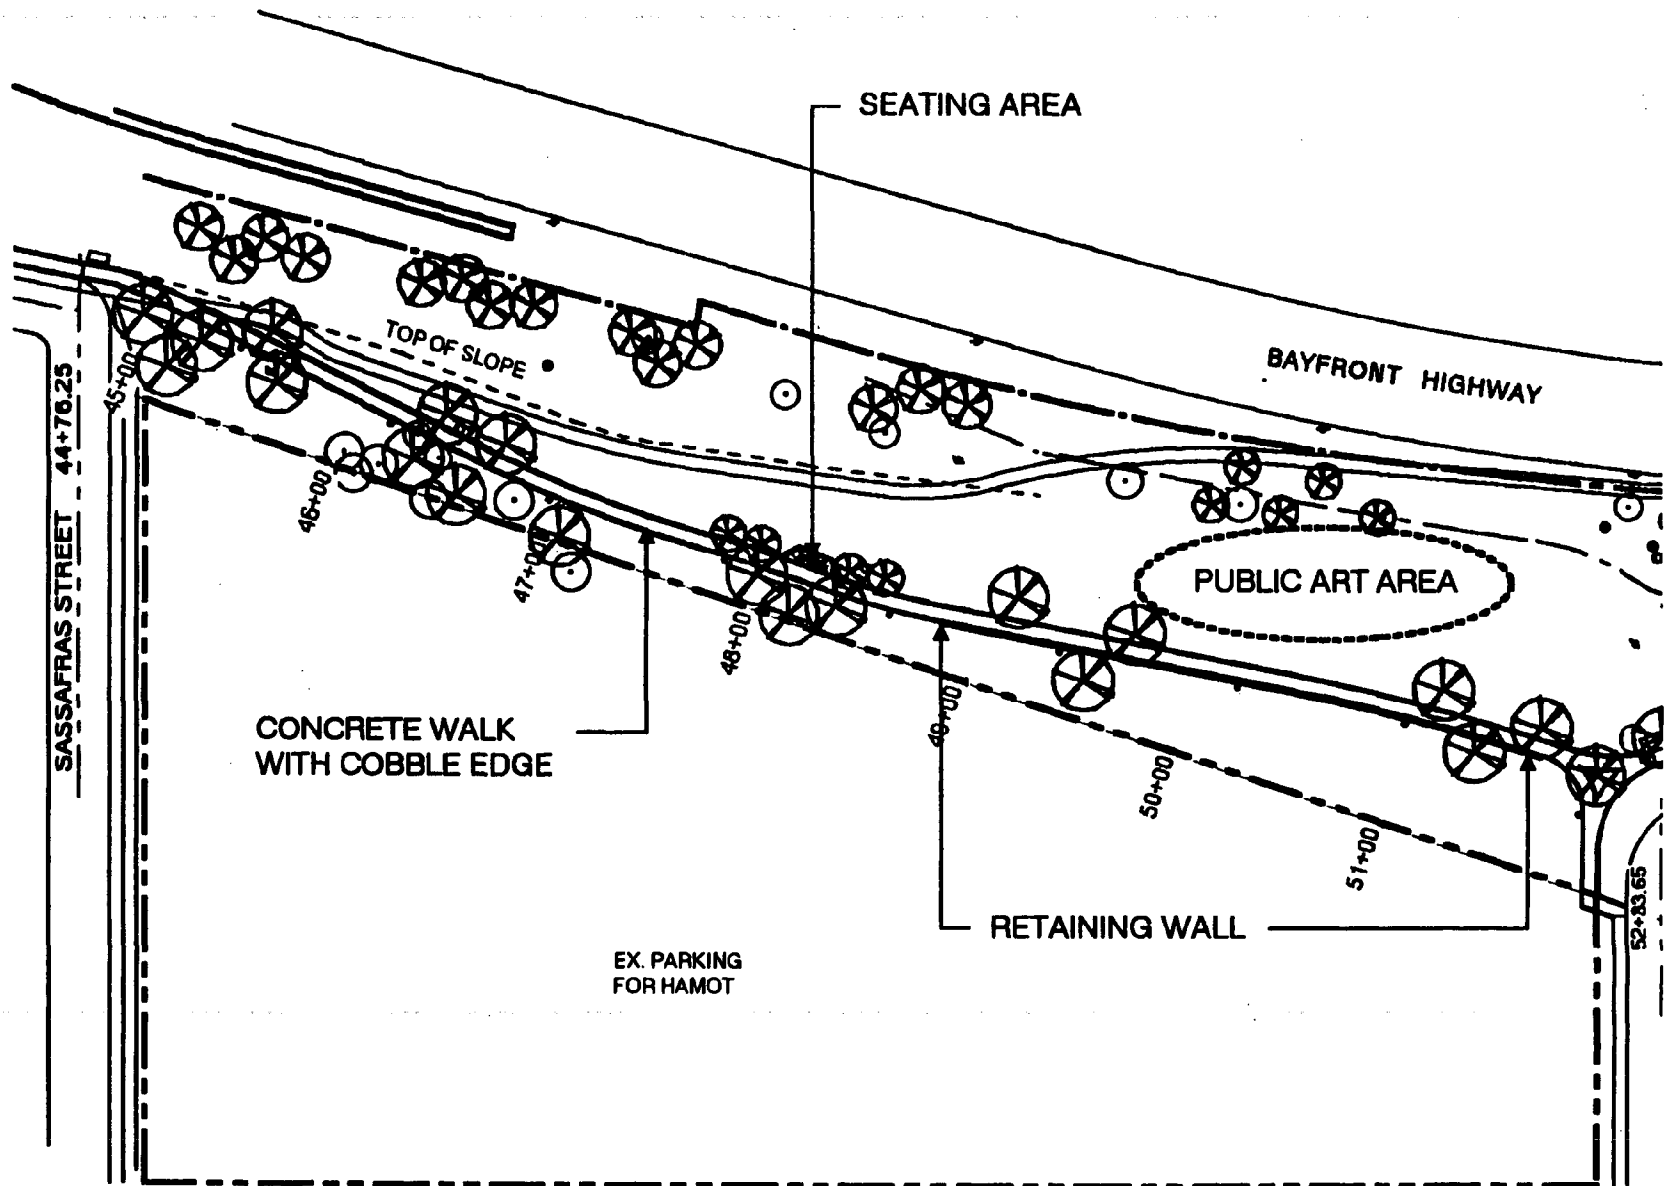 SEATING AREA
BAYFRONT HIGHWAY
TOP OF SLOPE
SASSAFRAS STREET 44+76.25
45+00
46+00
47+00
48+00
49+00
50+00
51+00
52+83.65
PUBLIC ART AREA
CONCRETE WALK
WITH COBBLE EDGE
RETAINING WALL
EX. PARKING
FOR HAMOT